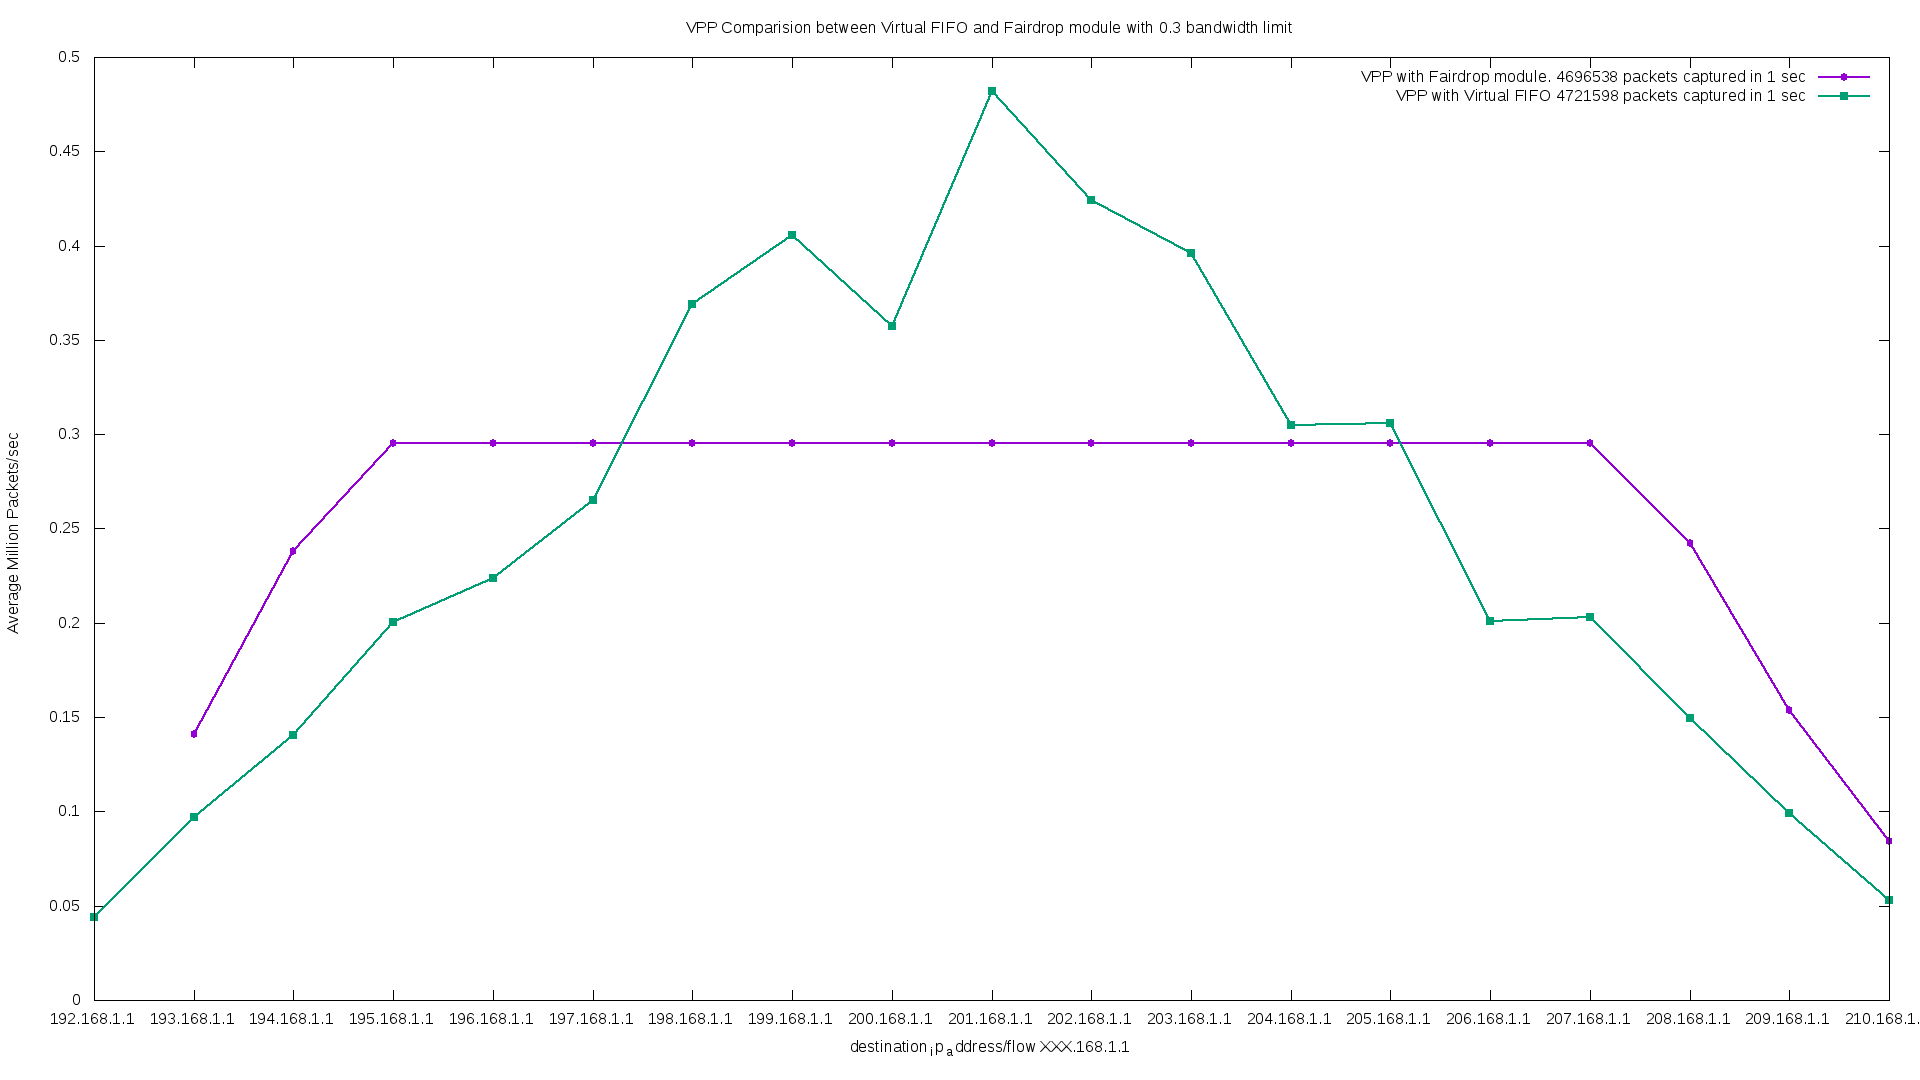 VPP Comparision between Virtual FIFO and Fairdrop module with 0.3 bandwidth limit
VPP with Fairdrop module. 4696538 packets captured in 1 sec
VPP with Virtual FIFO 4721598 packets captured in 1 sec
0.5
0.45
0.4
0.35
0.3
0.25
0.2
0.15
0.1
0.05
0
Average Million Packets/sec
192.168.1.1 193.168.1.1 194.168.1.1 195.168.1.1 196.168.1.1 197.168.1.1 198.168.1.1 199.168.1.1 200.168.1.1 201.168.1.1 202.168.1.1 203.168.1.1 204.168.1.1 205.168.1.1 206.168.1.1 207.168.1.1 208.168.1.1 209.168.1.1 210.168.1.
destinationipaddress/flow XXX.168.1.1